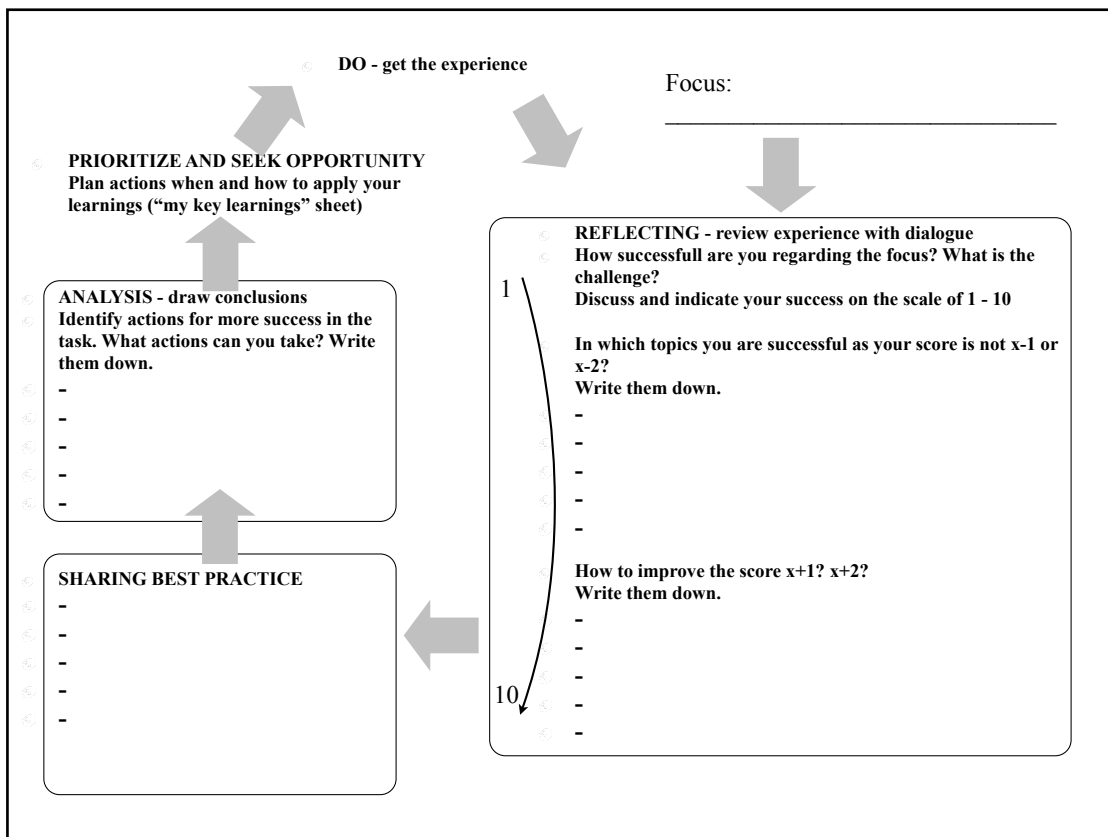 DO - get the experience
Focus:
________________________________
PRIORITIZE AND SEEK OPPORTUNITY
Plan actions when and how to apply your
learnings (“my key learnings” sheet)
REFLECTING - review experience with dialogue
How successfull are you regarding the focus? What is the
challenge?
Discuss and indicate your success on the scale of 1 - 10
1
In which topics you are successful as your score is not x-1 or
x-2?
Write them down.
-
-
-
-
-
How to improve the score x+1? x+2?
Write them down.
-
-
-
-
-
10
ANALYSIS - draw conclusions
Identify actions for more success in the
task. What actions can you take? Write
them down.
-
-
-
-
-
SHARING BEST PRACTICE
-
-
-
-
-